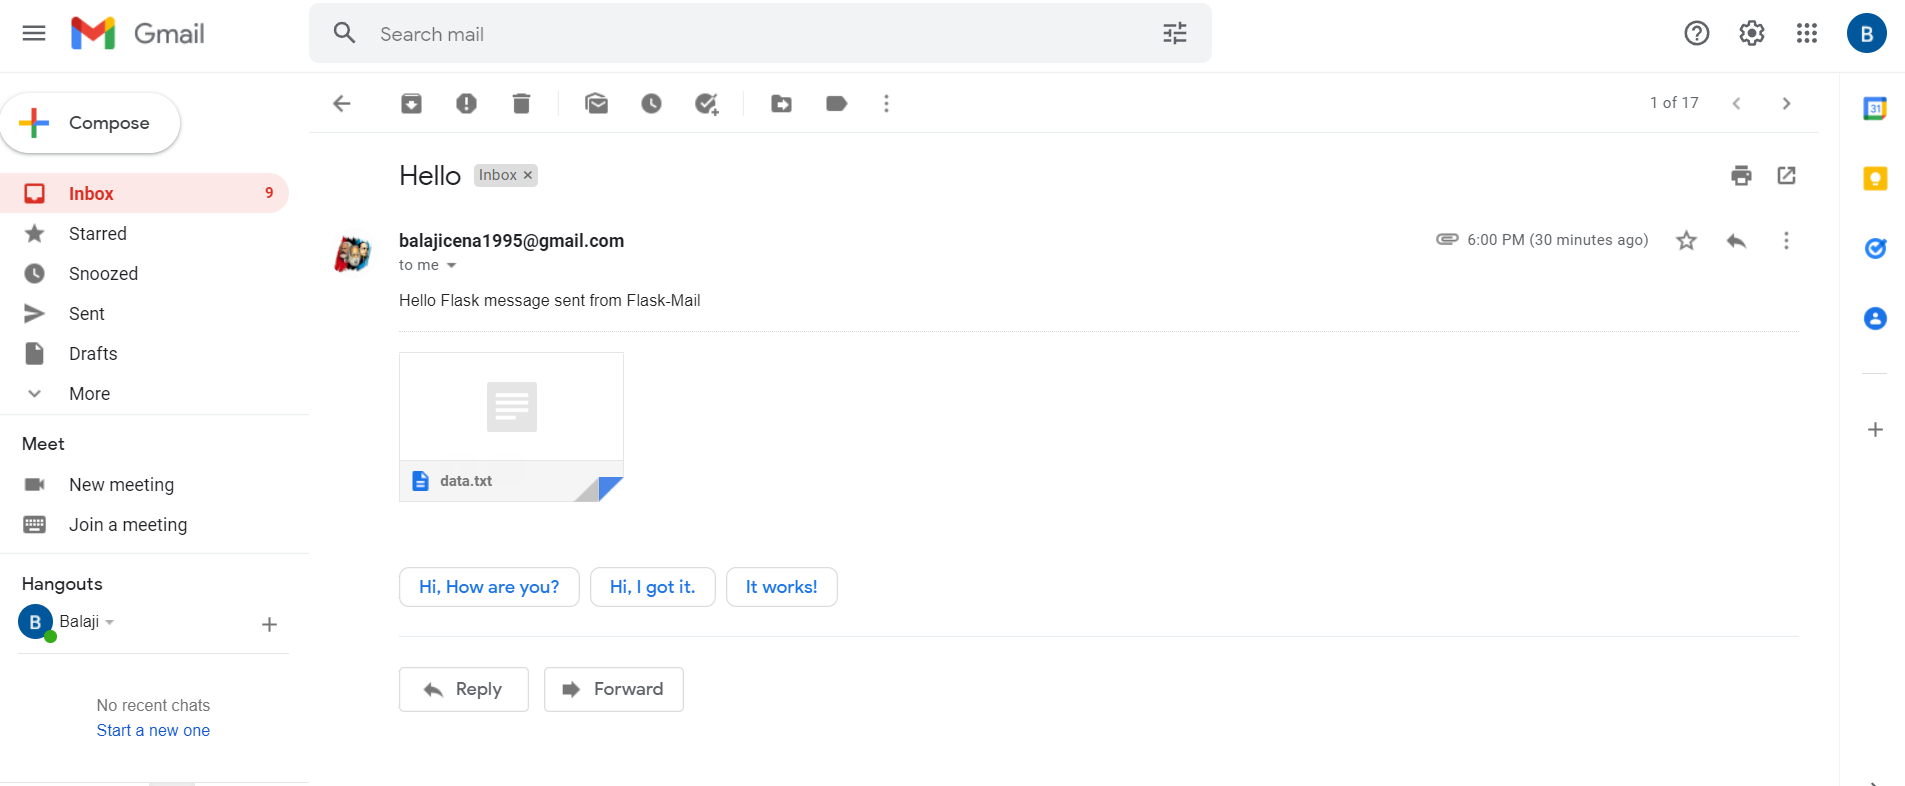 Gmail
Search mail
B
Compose
1 of 17
31
Hello Inbox ×
Inbox 9
Starred
Snoozed
Sent
Drafts
More
balajicena1995@gmail.com
6:00 PM (30 minutes ago)
to me
Hello Flask message sent from Flask-Mail
data.txt
Meet
New meeting
Join a meeting
Hi, How are you? Hi, I got it. It works!
Hangouts
B Balaji
No recent chats
Start a new one
Reply Forward